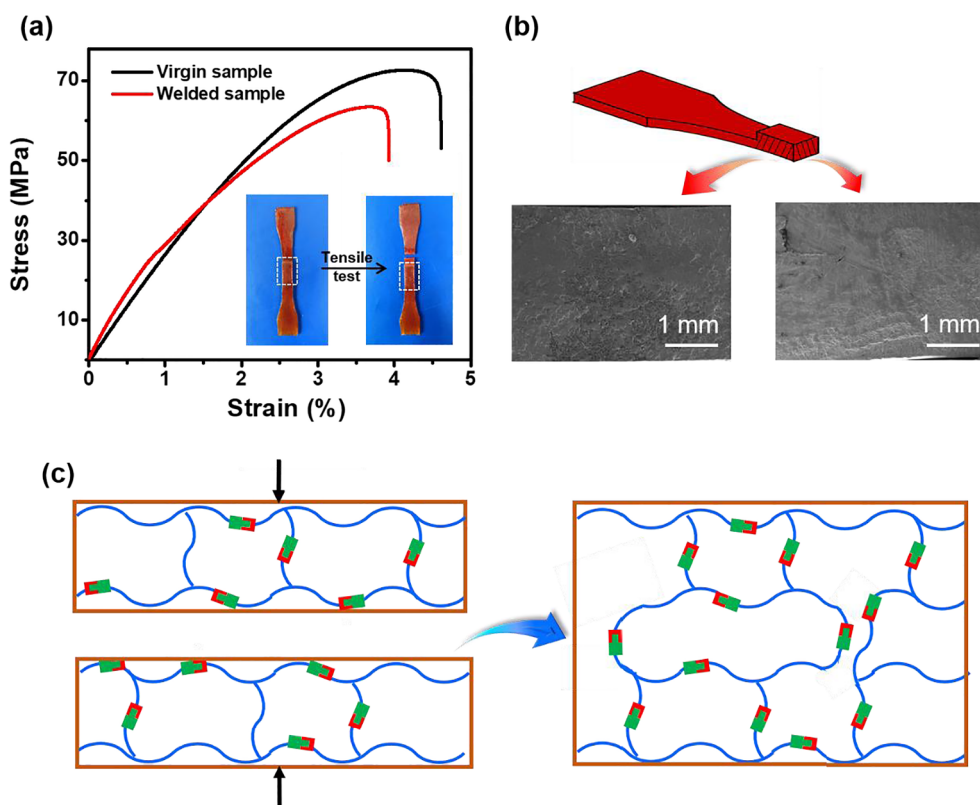 (a)
Stress (MPa)
70
50
30
10
Virgin sample
Welded sample
Tensile
test
0
1
2
3
4
5
Strain (%)
(b)
1 mm
1 mm
(c)